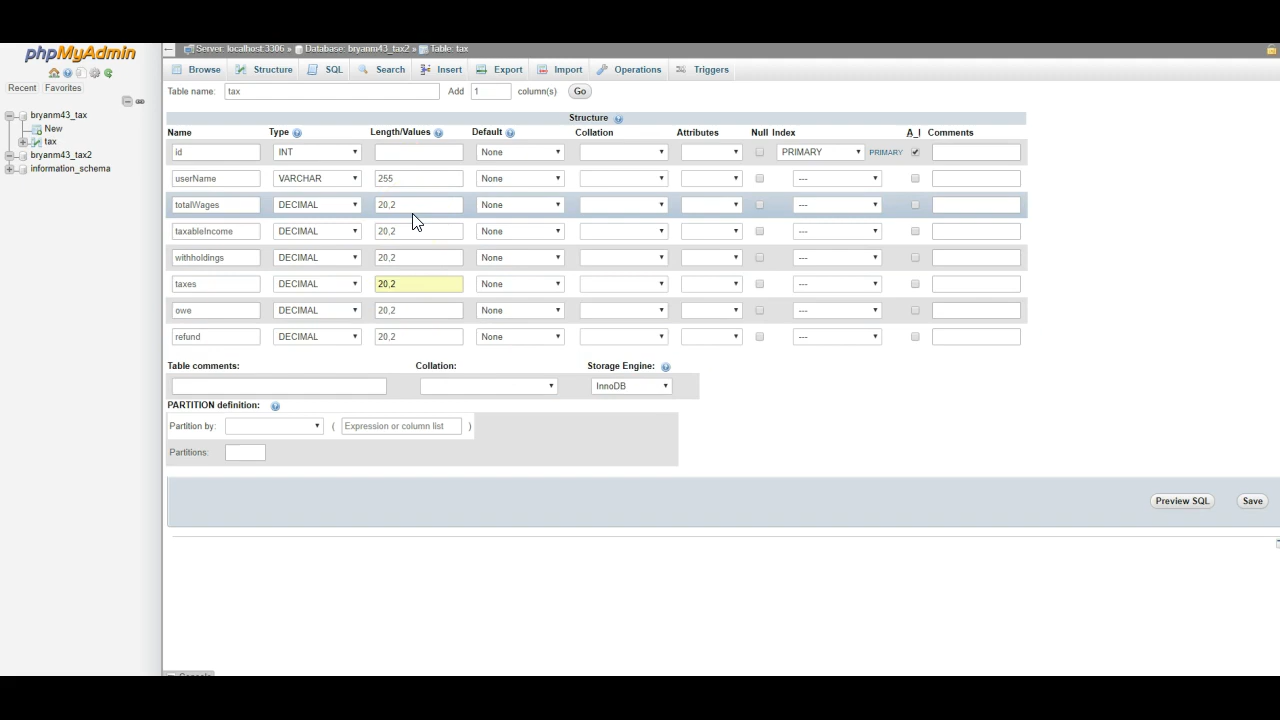 phpMyAdmin
Server: localhost:3306 » Database: bryanm43_tax2 » Table: tax
Browse Structure SQL Search Insert Export Import Operations Triggers
Recent Favorites
Table name: tax Add 1 column(s) Go
bryanm43_tax
New
tax
bryanm43_tax2
information_schema
Structure
Name Type Length/Values Default Collation Attributes Null Index A_I Comments
id INT None PRIMARY PRIMARY
userName VARCHAR 255 None ---
totalWages DECIMAL 20,2 None ---
taxableIncome DECIMAL 20,2 None ---
withholdings DECIMAL 20,2 None ---
taxes DECIMAL 20,2 None ---
owe DECIMAL 20,2 None ---
refund DECIMAL 20,2 None ---
Table comments: Collation: Storage Engine:
InnoDB
PARTITION definition:
Partition by: ( Expression or column list )
Partitions:
Preview SQL Save